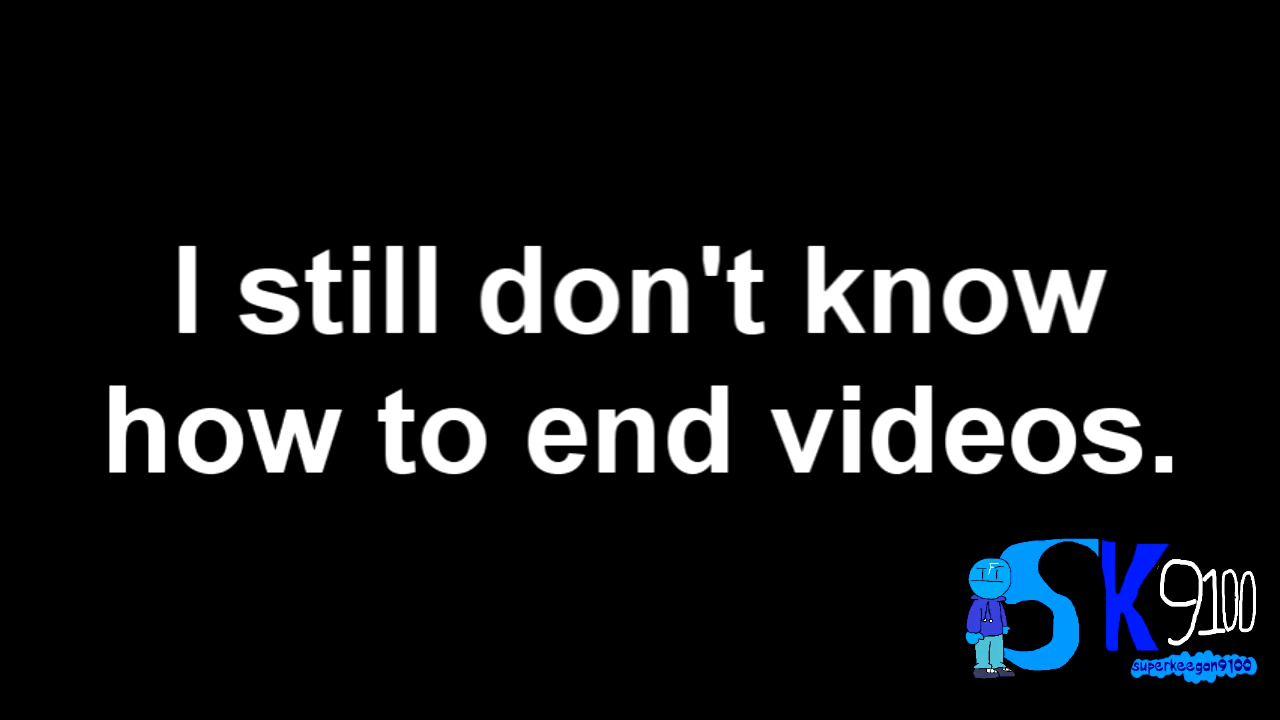 I still don't know
how to end videos.
SK9100
superkeegan9100